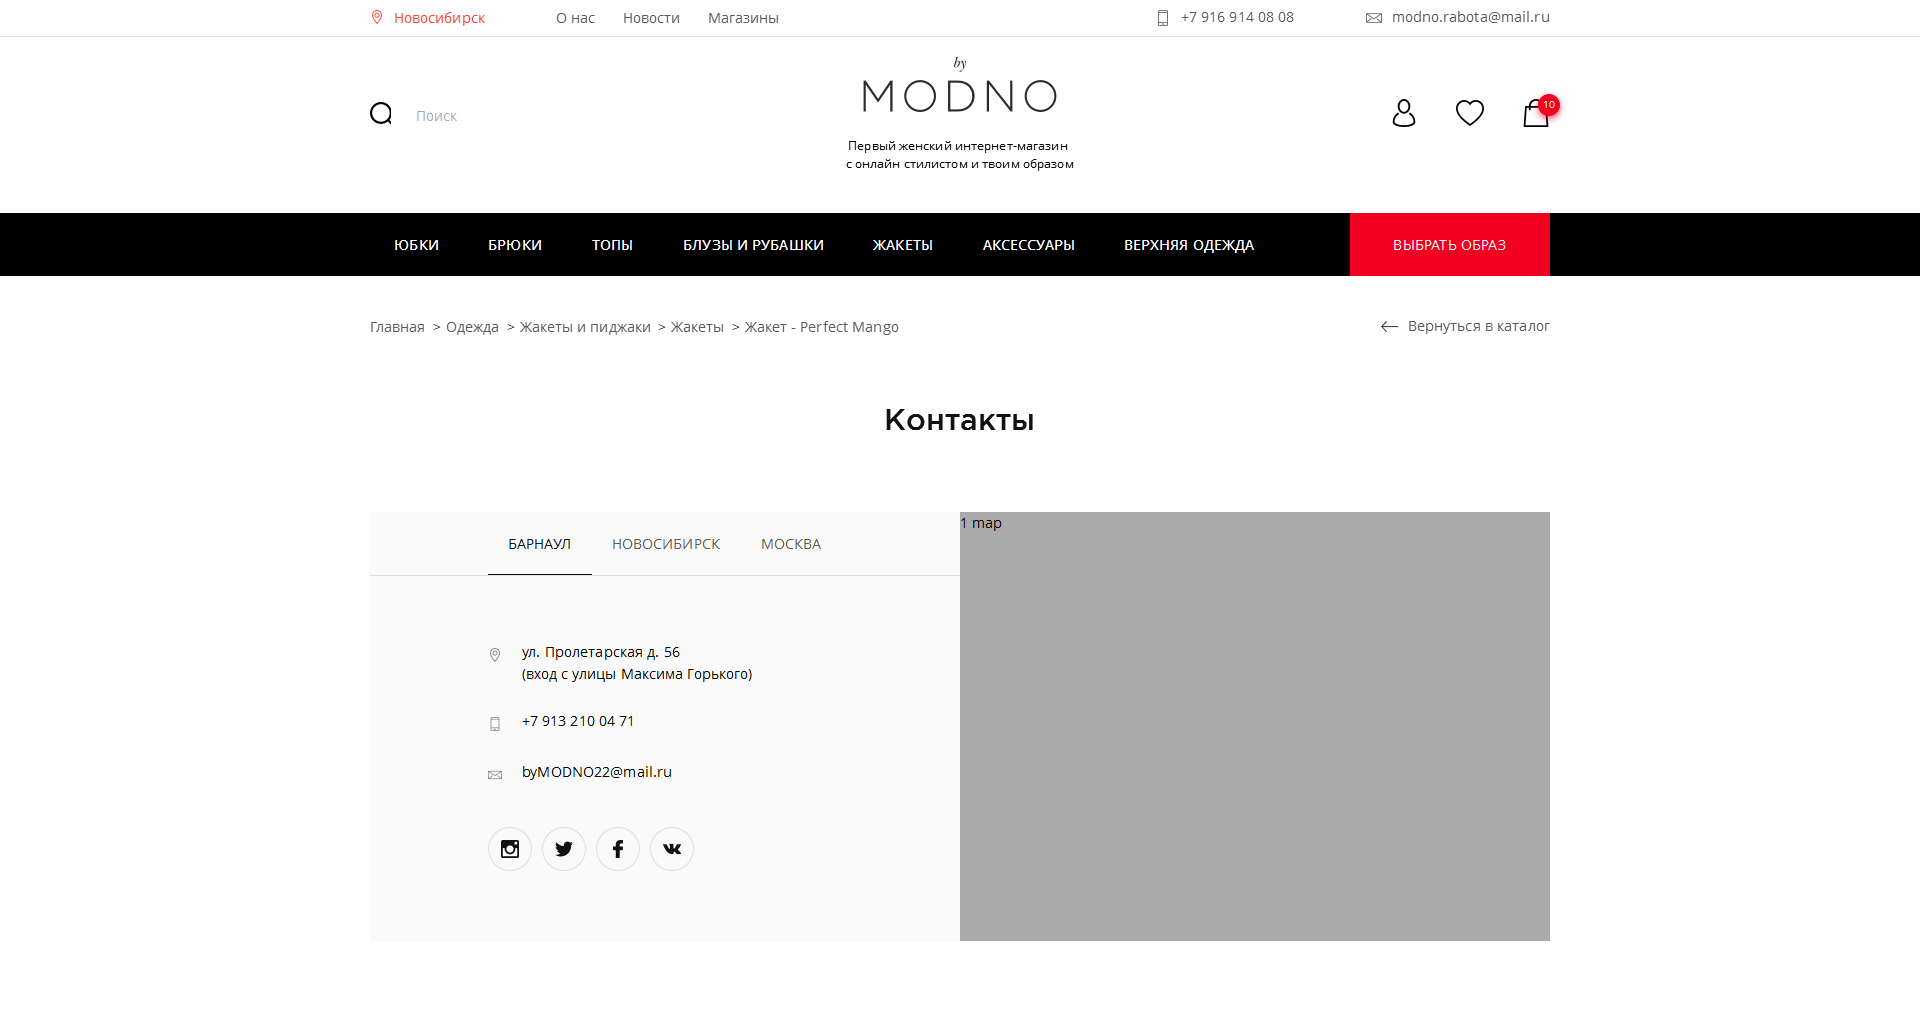 Новосибирск
О нас
Новости
Магазины
+7 916 914 08 08
modno.rabota@mail.ru
by
MODNO
Поиск
10
Первый женский интернет-магазин
с онлайн стилистом и твоим образом
ЮБКИ
БРЮКИ
ТОПЫ
БЛУЗЫ И РУБАШКИ
ЖАКЕТЫ
АКСЕССУАРЫ
ВЕРХНЯЯ ОДЕЖДА
ВЫБРАТЬ ОБРАЗ
Главная > Одежда > Жакеты и пиджаки > Жакеты > Жакет - Perfect Mango
Вернуться в каталог
Контакты
БАРНАУЛ
НОВОСИБИРСК
МОСКВА
1 map
ул. Пролетарская д. 56
(вход с улицы Максима Горького)
+7 913 210 04 71
byMODNO22@mail.ru